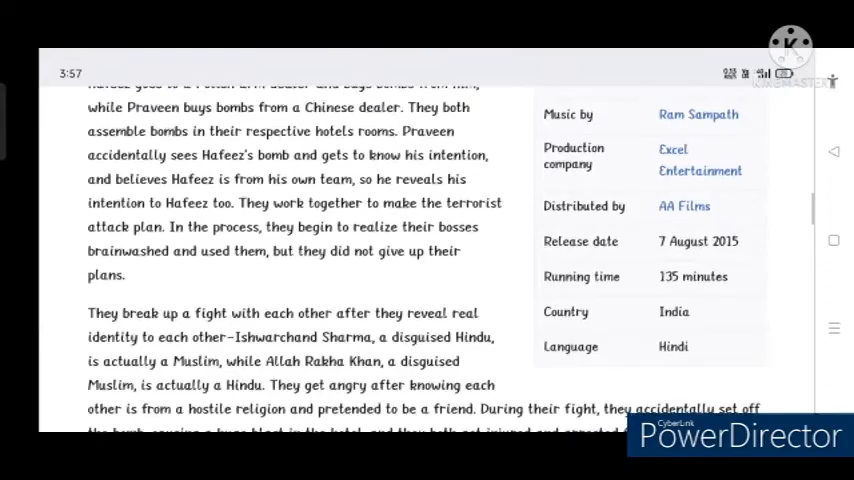 3:57
KINEMASTER
while Praveen buys bombs from a Chinese dealer. They both
assemble bombs in their respective hotels rooms. Praveen
accidentally sees Hafeez's bomb and gets to know his intention,
and believes Hafeez is from his own team, so he reveals his
intention to Hafeez too. They work together to make the terrorist
attack plan. In the process, they begin to realize their bosses
brainwashed and used them, but they did not give up their
plans.
They break up a fight with each other after they reveal real
identity to each other—Ishwarchand Sharma, a disguised Hindu,
is actually a Muslim, while Allah Rakha Khan, a disguised
Muslim, is actually a Hindu. They get angry after knowing each
other is from a hostile religion and pretended to be a friend. During their fight, they accidentally set off
Music by Ram Sampath
Production company Excel
Entertainment
Distributed by AA Films
Release date 7 August 2015
Running time 135 minutes
Country India
Language Hindi
CyberLink
PowerDirector